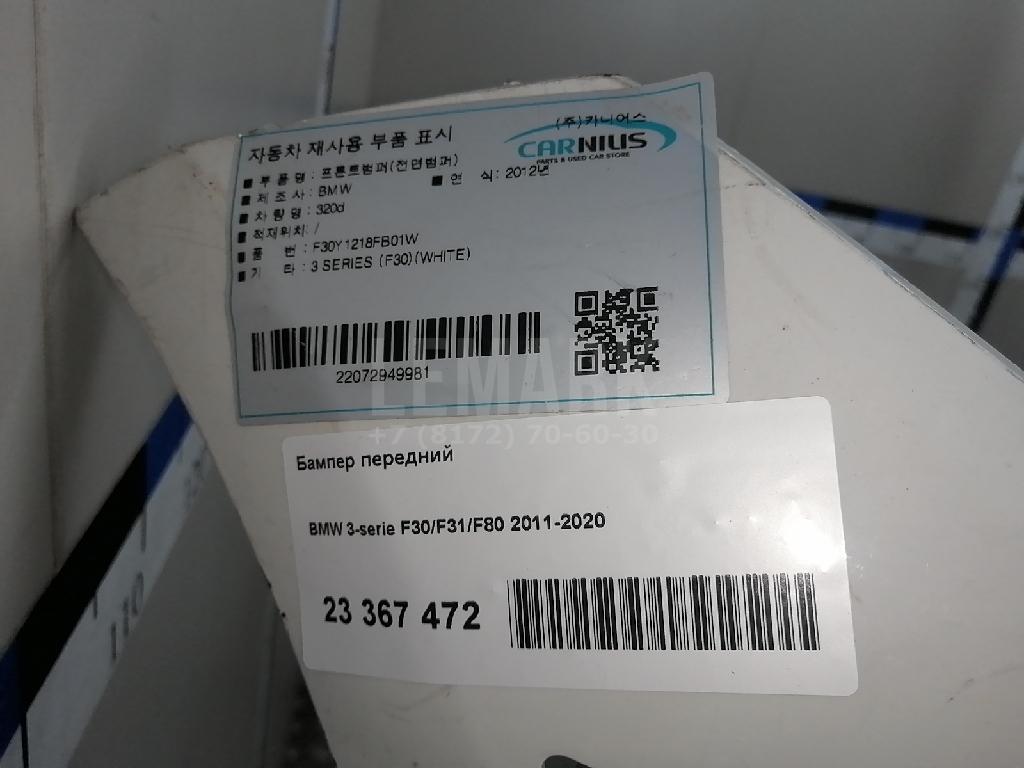 자동차 재사용 부품 표시
(주)카니어스
CARNILIS
PARTS & USED CAR STORE
■ 부 품 명 : 프론트범퍼(전면범퍼)
■ 연 식 : 2012년
■ 제 조 사 : BMW
■ 차 량 명 : 320d
■ 적재위치: /
■ 품 번 : F30Y1218FB01W
■ 기 타 : 3 SERIES (F30)(WHITE)
22072949981
LEMARK
+7 (8172) 70-60-30
Бампер передний
BMW 3-serie F30/F31/F80 2011-2020
23 367 472
110